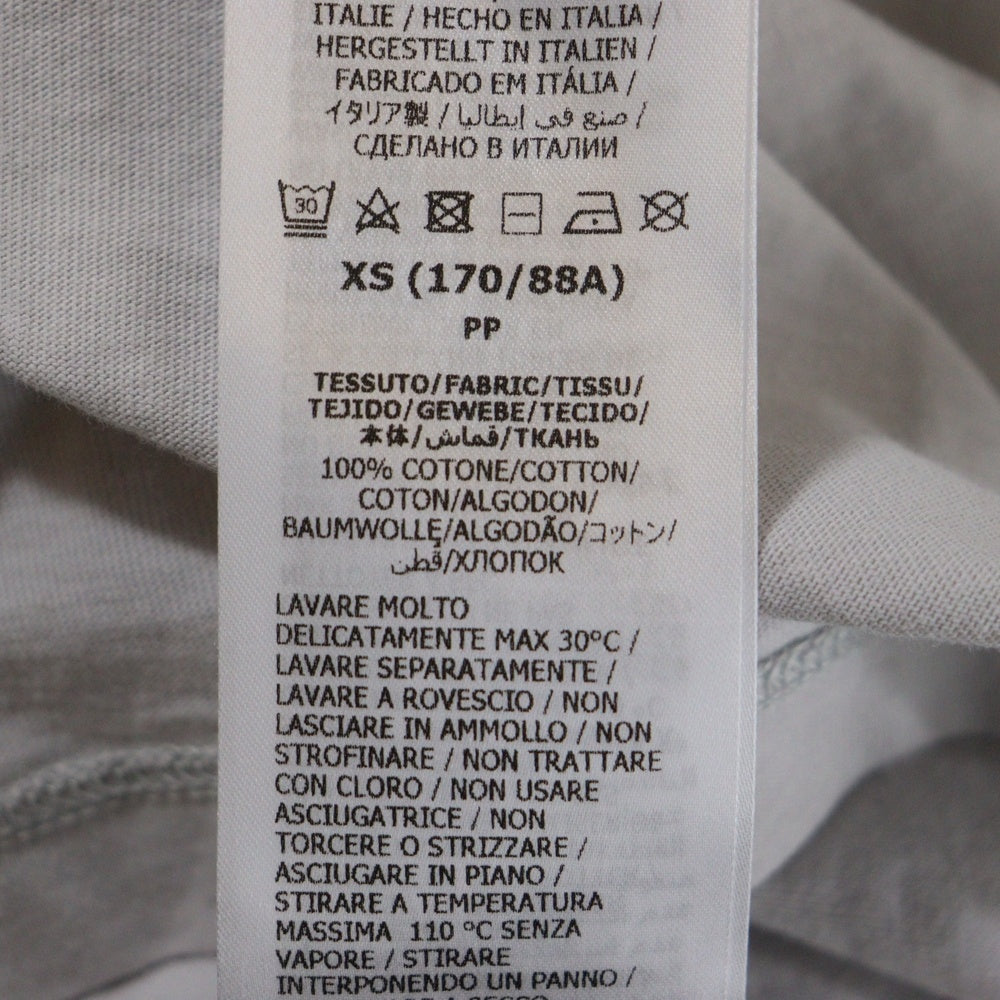 ITALIE / HECHO EN ITALIA /
HERGESTELLT IN ITALIEN /
FABRICADO EM ITÁLIA /
イタリア製 / صنع في إيطاليا /
СДЕЛАНО В ИТАЛИИ
30
XS (170/88A)
PP
TESSUTO/FABRIC/TISSU/
TEJIDO/GEWEBE/TECIDO/
本体/قماش/ТКАНЬ
100% COTONE/COTTON/
COTON/ALGODON/
BAUMWOLLE/ALGODÃO/コットン/
قطن/ХЛОПОК
LAVARE MOLTO
DELICATAMENTE MAX 30°C /
LAVARE SEPARATAMENTE /
LAVARE A ROVESCIO / NON
LASCIARE IN AMMOLLO / NON
STROFINARE / NON TRATTARE
CON CLORO / NON USARE
ASCIUGATRICE / NON
TORCERE O STRIZZARE /
ASCIUGARE IN PIANO /
STIRARE A TEMPERATURA
MASSIMA 110 °C SENZA
VAPORE / STIRARE
INTERPONENDO UN PANNO /